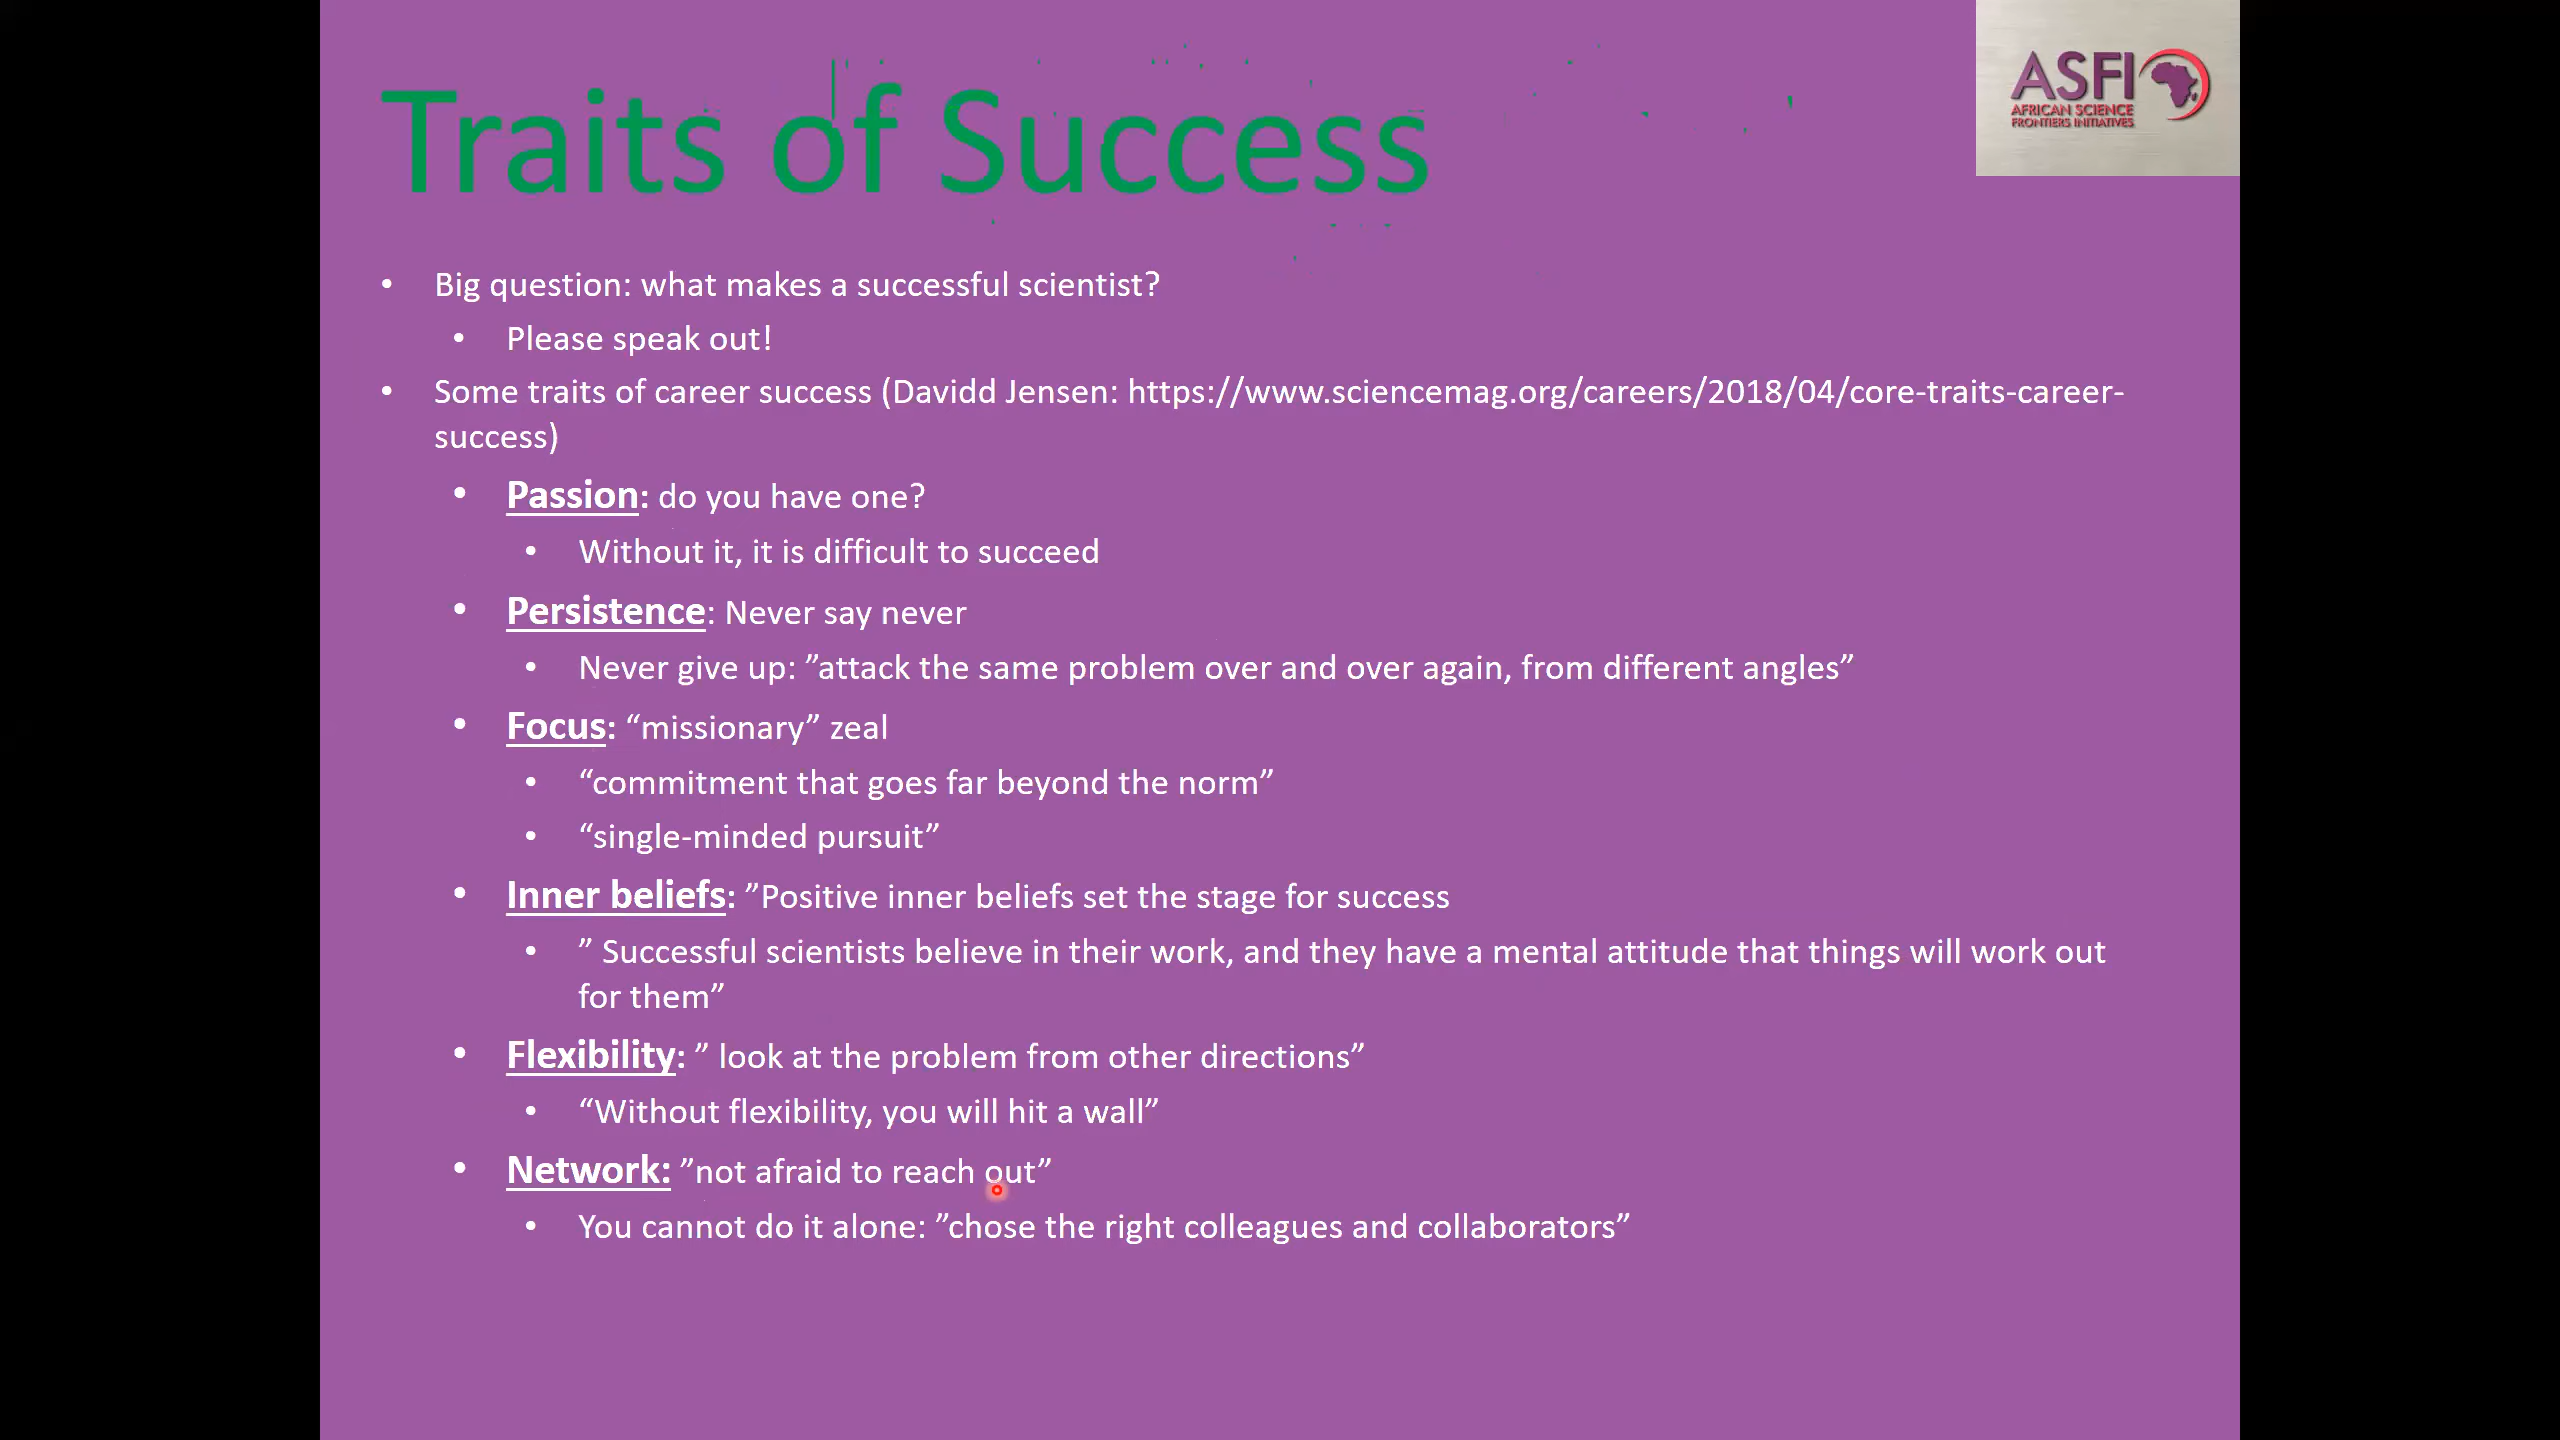 Traits of Success
ASFI
AFRICAN SCIENCE
FRONTIERS INITIATIVES
• Big question: what makes a successful scientist?
• Please speak out!
• Some traits of career success (Davidd Jensen: https://www.sciencemag.org/careers/2018/04/core-traits-career-
success)
• Passion: do you have one?
• Without it, it is difficult to succeed
• Persistence: Never say never
• Never give up: ”attack the same problem over and over again, from different angles”
• Focus: “missionary” zeal
• “commitment that goes far beyond the norm”
• “single-minded pursuit”
• Inner beliefs: ”Positive inner beliefs set the stage for success
• ” Successful scientists believe in their work, and they have a mental attitude that things will work out
for them”
• Flexibility: ” look at the problem from other directions”
• “Without flexibility, you will hit a wall”
• Network: ”not afraid to reach out”
• You cannot do it alone: ”chose the right colleagues and collaborators”